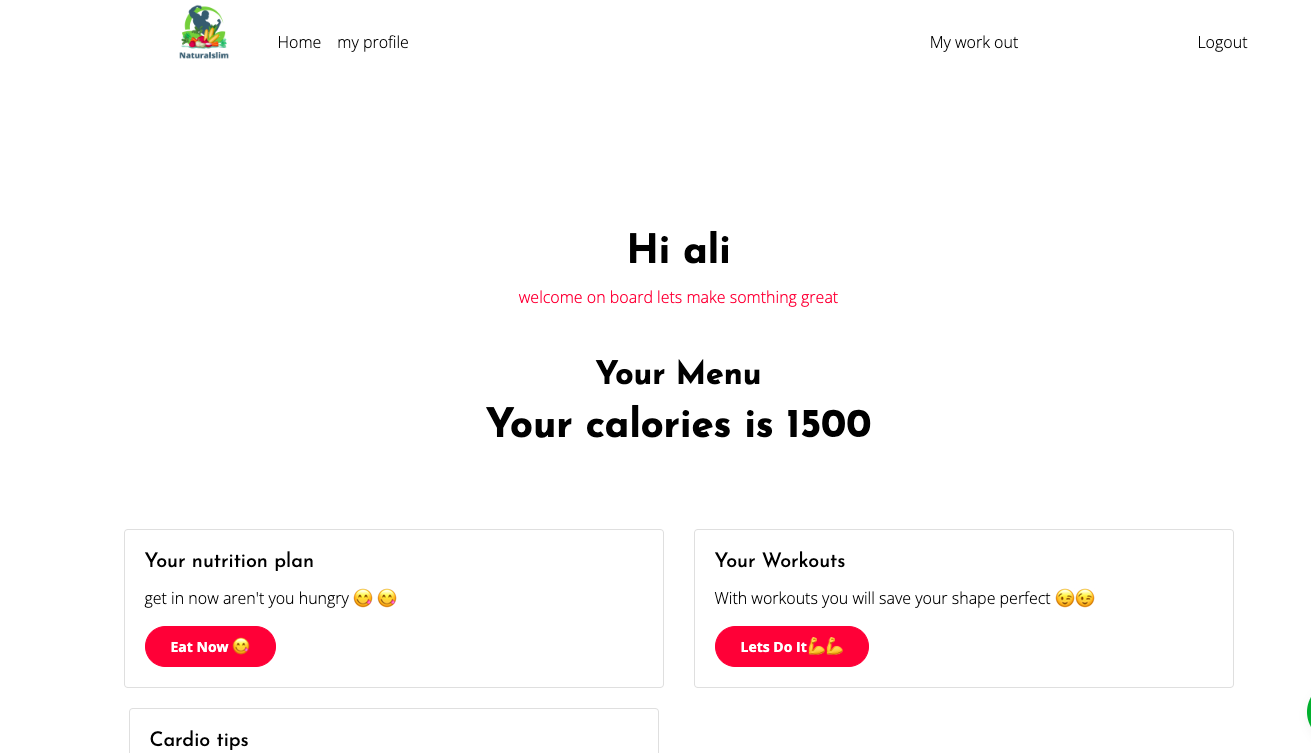 Naturalslim
Home my profile My work out Logout
Hi ali
welcome on board lets make somthing great
Your Menu
Your calories is 1500
Your nutrition plan
get in now aren't you hungry 😋 😋
Eat Now 😋
Your Workouts
With workouts you will save your shape perfect 😉😉
Lets Do It💪💪
Cardio tips